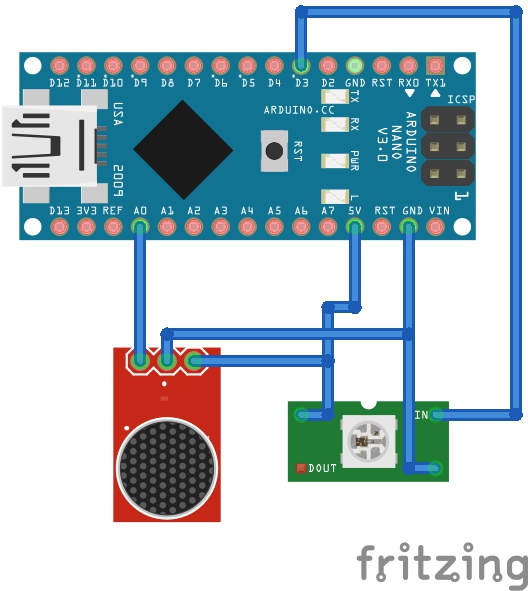 D12 D11 D10 D9 D8 D7 D6 D5 D4 D3 D2 GND RST RX0 TX1
ICSP
TX
RX
PWR
L
ARDUINO.CC
USA
2009
RST
ARDUINO
NANO
V3.0
1
D13 3V3 REF A0 A1 A2 A3 A4 A5 A6 A7 5V RST GND VIN
IN
DOUT
fritzing